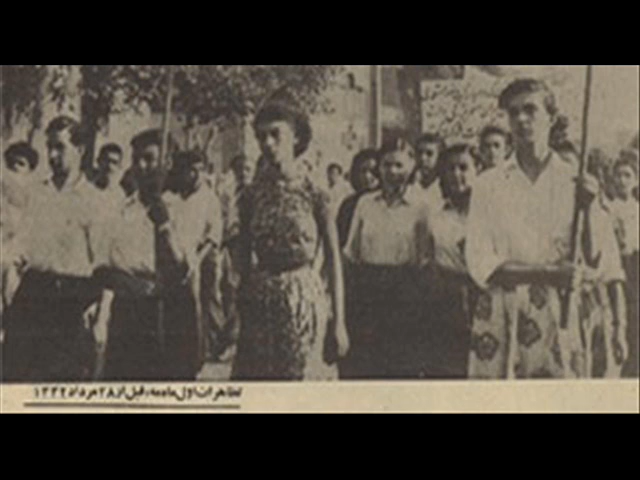 تظاهرات اول ماه مه، قبل از ۲۸ مرداد ۱۳۳۲